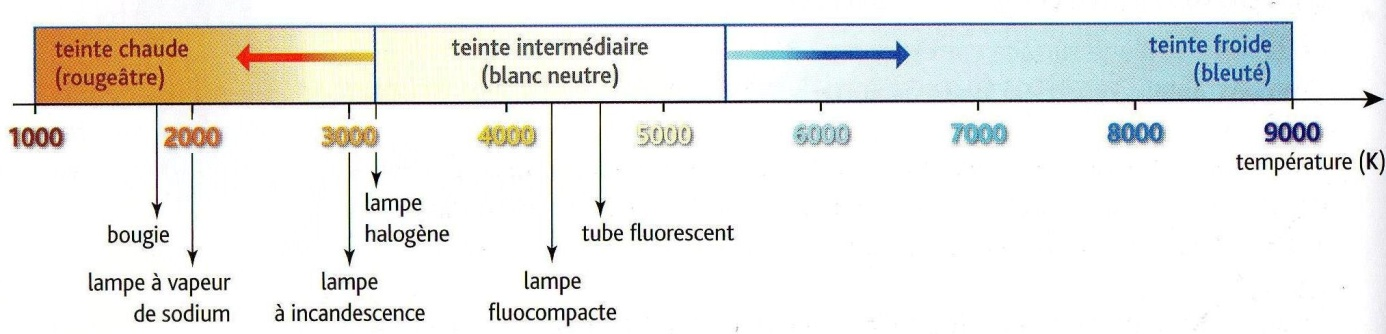 teinte chaude
(rougeâtre)
teinte intermédiaire
(blanc neutre)
teinte froide
(bleuté)
1000 2000 3000 4000 5000 6000 7000 8000 9000
température (K)
lampe
halogène
bougie
tube fluorescent
lampe à vapeur
de sodium
lampe
à incandescence
lampe
fluocompacte